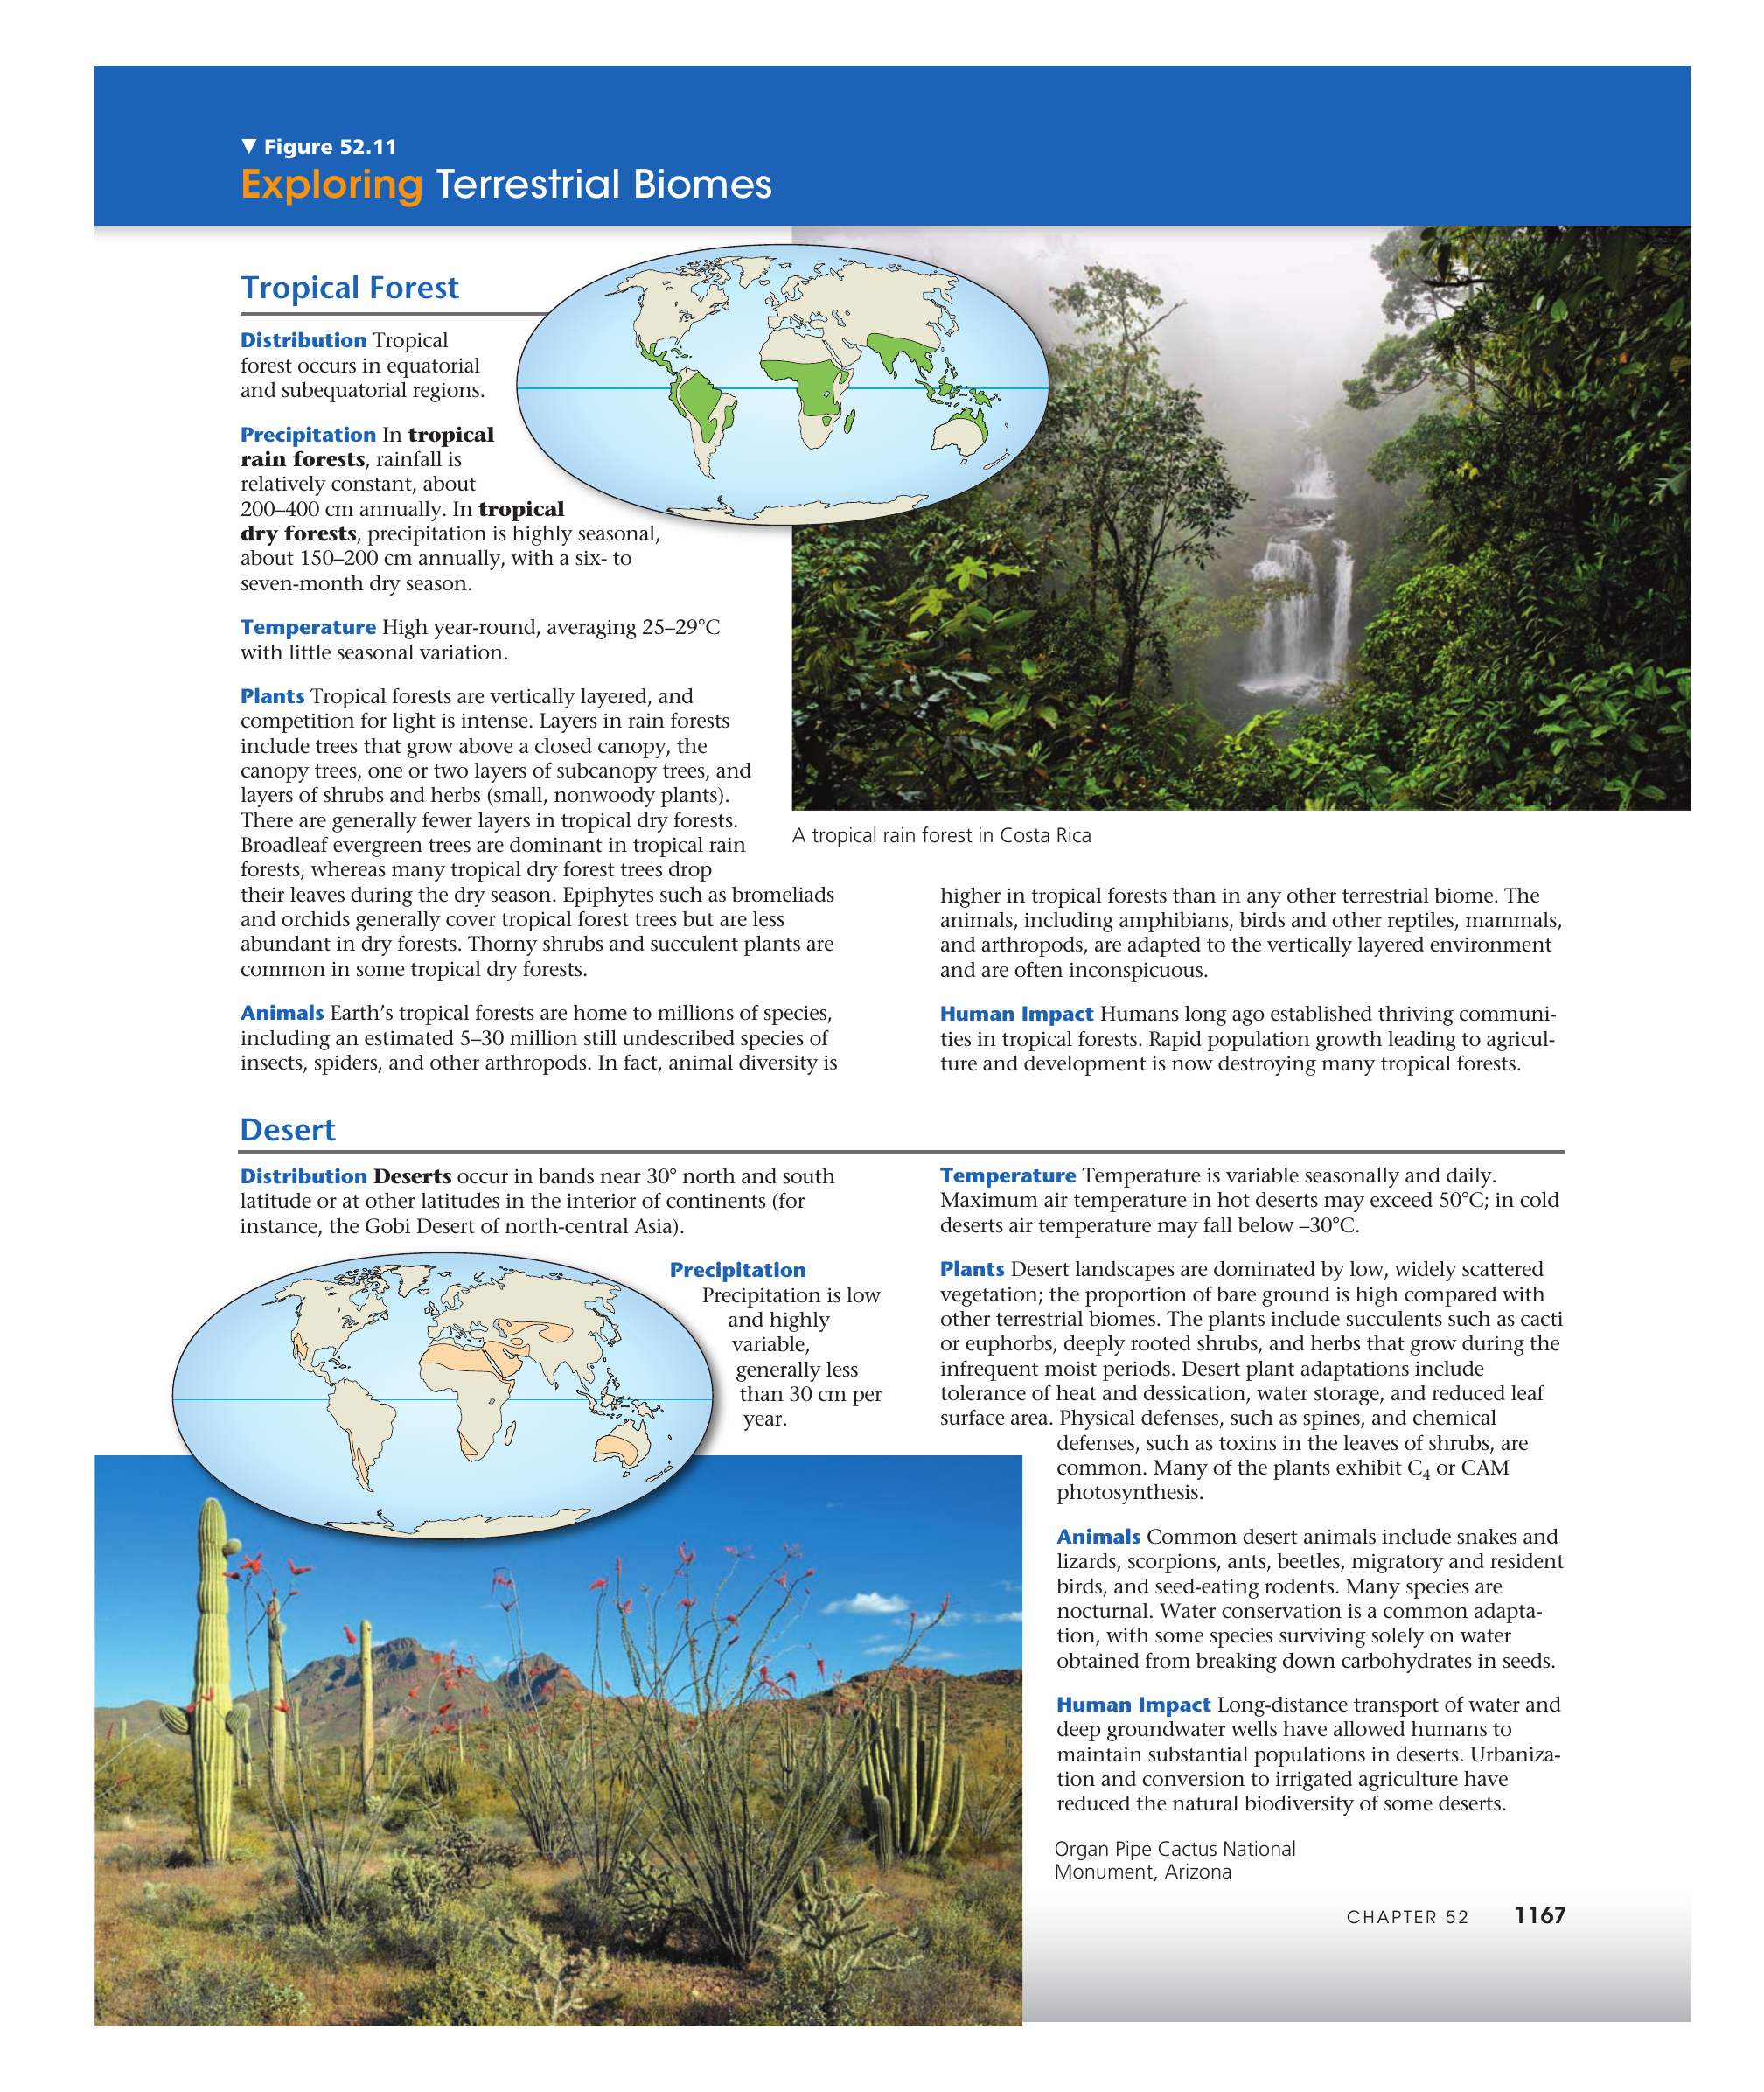 ▼ Figure 52.11
Exploring Terrestrial Biomes
Tropical Forest
Distribution Tropical
forest occurs in equatorial
and subequatorial regions.
Precipitation In tropical
rain forests, rainfall is
relatively constant, about
200–400 cm annually. In tropical
dry forests, precipitation is highly seasonal,
about 150–200 cm annually, with a six- to
seven-month dry season.
Temperature High year-round, averaging 25–29°C
with little seasonal variation.
Plants Tropical forests are vertically layered, and
competition for light is intense. Layers in rain forests
include trees that grow above a closed canopy, the
canopy trees, one or two layers of subcanopy trees, and
layers of shrubs and herbs (small, nonwoody plants).
There are generally fewer layers in tropical dry forests.
Broadleaf evergreen trees are dominant in tropical rain
forests, whereas many tropical dry forest trees drop
their leaves during the dry season. Epiphytes such as bromeliads
and orchids generally cover tropical forest trees but are less
abundant in dry forests. Thorny shrubs and succulent plants are
common in some tropical dry forests.
Animals Earth's tropical forests are home to millions of species,
including an estimated 5–30 million still undescribed species of
insects, spiders, and other arthropods. In fact, animal diversity is
A tropical rain forest in Costa Rica
higher in tropical forests than in any other terrestrial biome. The
animals, including amphibians, birds and other reptiles, mammals,
and arthropods, are adapted to the vertically layered environment
and are often inconspicuous.
Human Impact Humans long ago established thriving communi-
ties in tropical forests. Rapid population growth leading to agricul-
ture and development is now destroying many tropical forests.
Desert
Distribution Deserts occur in bands near 30° north and south
latitude or at other latitudes in the interior of continents (for
instance, the Gobi Desert of north-central Asia).
Precipitation
Precipitation is low
and highly
variable,
generally less
than 30 cm per
year.
Temperature Temperature is variable seasonally and daily.
Maximum air temperature in hot deserts may exceed 50°C; in cold
deserts air temperature may fall below –30°C.
Plants Desert landscapes are dominated by low, widely scattered
vegetation; the proportion of bare ground is high compared with
other terrestrial biomes. The plants include succulents such as cacti
or euphorbs, deeply rooted shrubs, and herbs that grow during the
infrequent moist periods. Desert plant adaptations include
tolerance of heat and dessication, water storage, and reduced leaf
surface area. Physical defenses, such as spines, and chemical
defenses, such as toxins in the leaves of shrubs, are
common. Many of the plants exhibit C₄ or CAM
photosynthesis.
Animals Common desert animals include snakes and
lizards, scorpions, ants, beetles, migratory and resident
birds, and seed-eating rodents. Many species are
nocturnal. Water conservation is a common adapta-
tion, with some species surviving solely on water
obtained from breaking down carbohydrates in seeds.
Human Impact Long-distance transport of water and
deep groundwater wells have allowed humans to
maintain substantial populations in deserts. Urbaniza-
tion and conversion to irrigated agriculture have
reduced the natural biodiversity of some deserts.
Organ Pipe Cactus National
Monument, Arizona
CHAPTER 52 1167